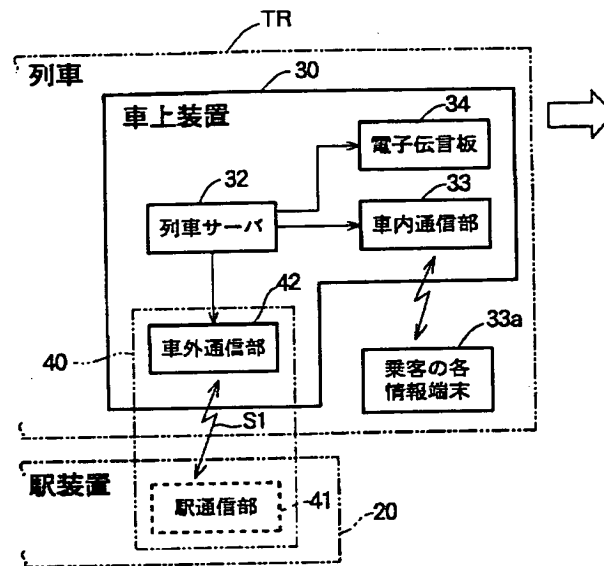 TR
列車
30
車上装置
34
電子伝言板
32
33
列車サーバ
車内通信部
42
33a
40
車外通信部
乗客の各
情報端末
S1
駅装置
駅通信部
41
20